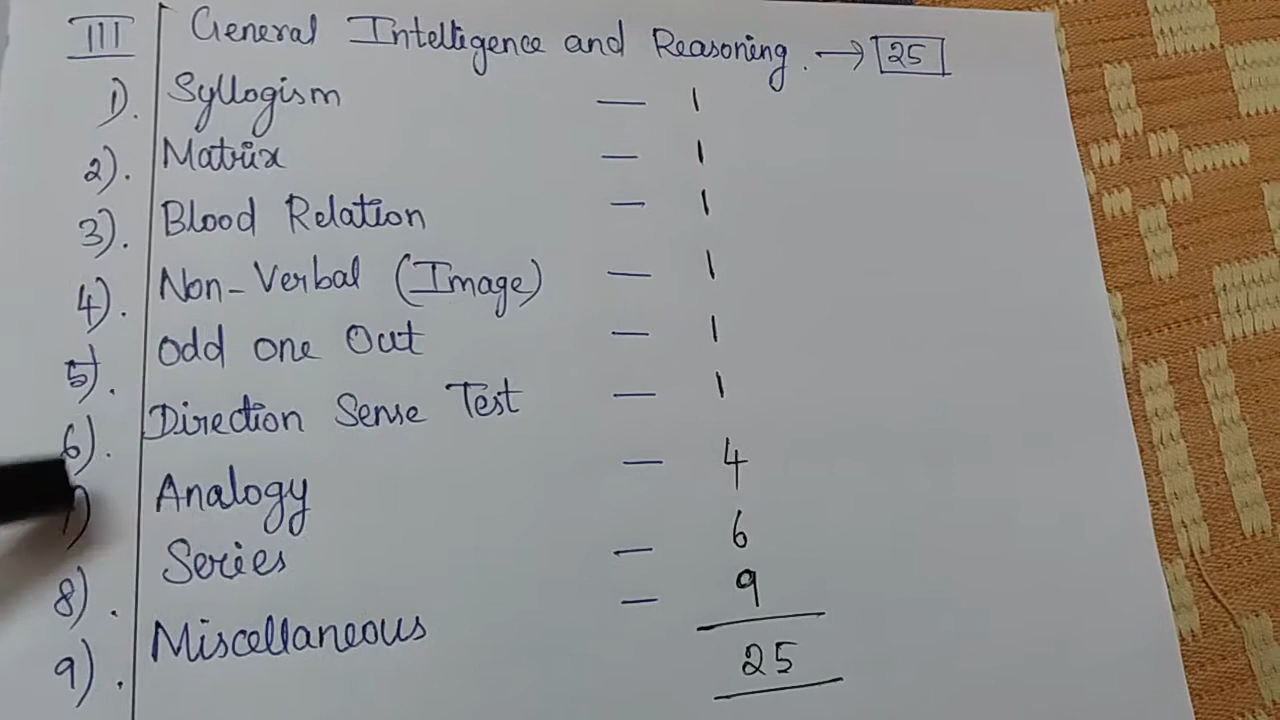 III General Intelligence and Reasoning. → 25
1). Syllogism — 1
2). Matrix — 1
3). Blood Relation — 1
4). Non-Verbal (Image) — 1
5). Odd one Out — 1
6). Direction Sense Test — 1
7) Analogy — 4
8). Series — 6
9). Miscellaneous — 9
25